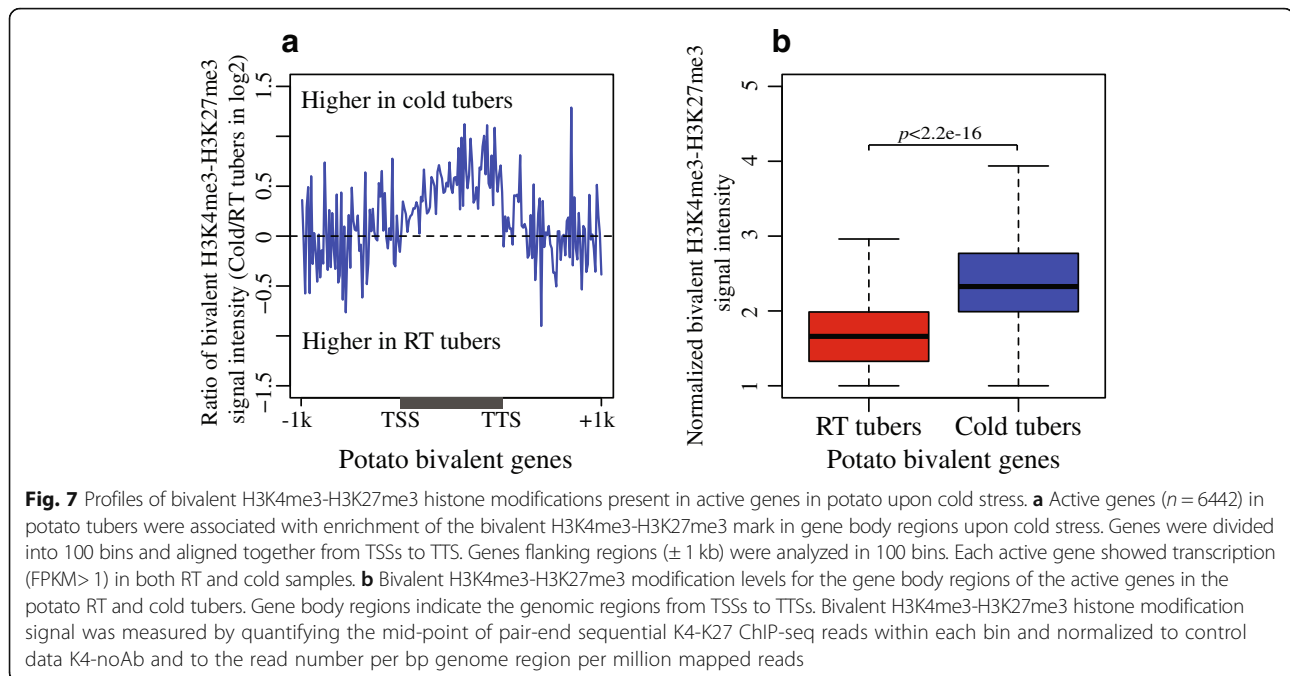 a
Ratio of bivalent H3K4me3-H3K27me3
signal intensity (Cold/RT tubers in log2)
1.5
0.5
0
−0.5
−1.5
Higher in cold tubers
Higher in RT tubers
-1k
TSS
TTS
+1k
Potato bivalent genes
b
Normalized bivalent H3K4me3-H3K27me3
signal intensity
5
4
3
2
1
p<2.2e-16
RT tubers
Cold tubers
Potato bivalent genes
Fig. 7 Profiles of bivalent H3K4me3-H3K27me3 histone modifications present in active genes in potato upon cold stress. a Active genes (n = 6442) in
potato tubers were associated with enrichment of the bivalent H3K4me3-H3K27me3 mark in gene body regions upon cold stress. Genes were divided
into 100 bins and aligned together from TSSs to TTS. Genes flanking regions (± 1 kb) were analyzed in 100 bins. Each active gene showed transcription
(FPKM> 1) in both RT and cold samples. b Bivalent H3K4me3-H3K27me3 modification levels for the gene body regions of the active genes in the
potato RT and cold tubers. Gene body regions indicate the genomic regions from TSSs to TTSs. Bivalent H3K4me3-H3K27me3 histone modification
signal was measured by quantifying the mid-point of pair-end sequential K4-K27 ChIP-seq reads within each bin and normalized to control
data K4-noAb and to the read number per bp genome region per million mapped reads